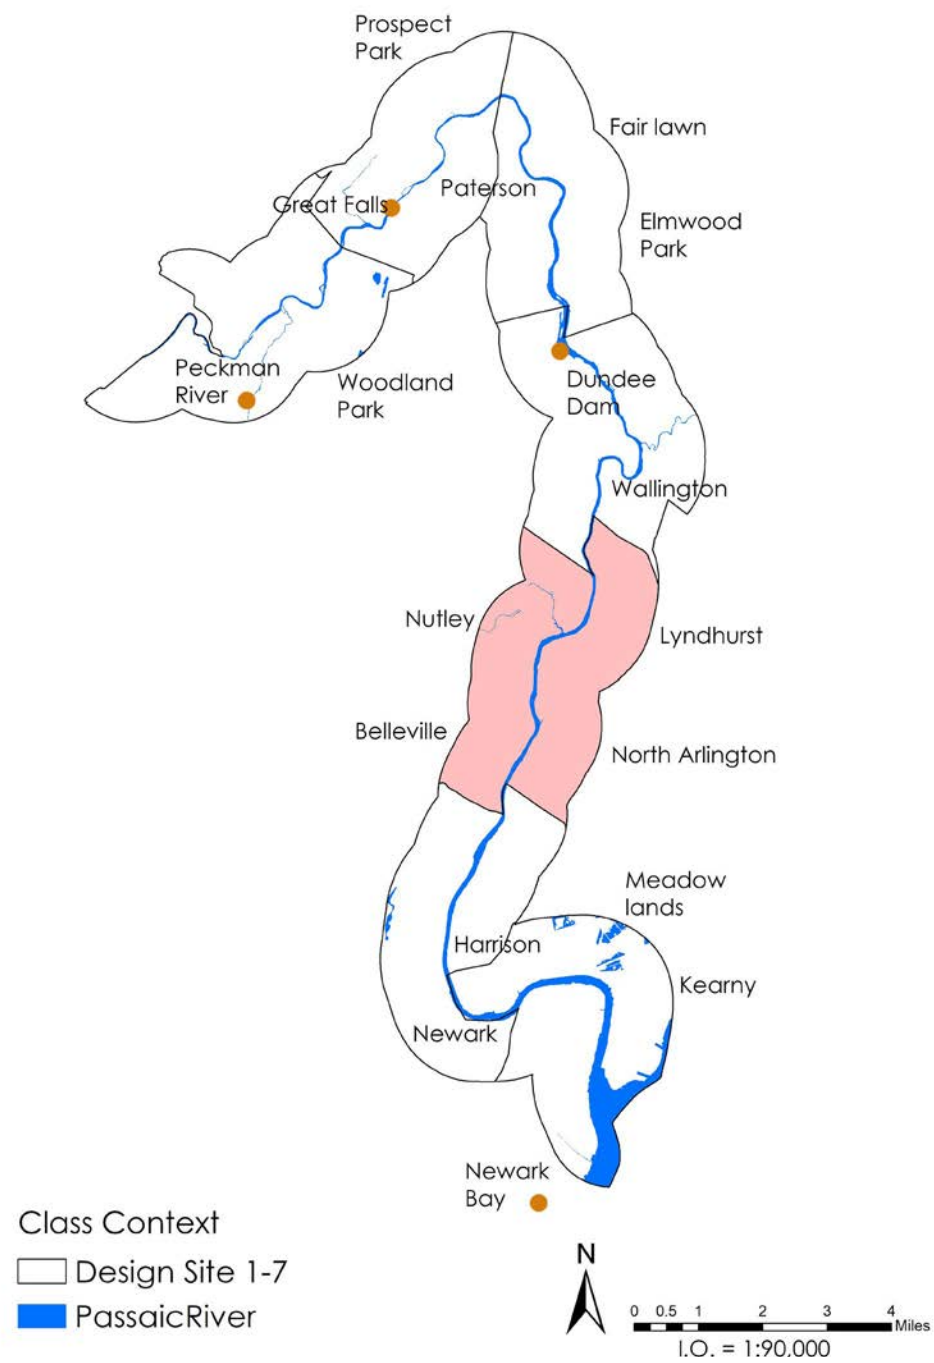 Prospect
Park
Fair lawn
Great Falls
Paterson
Elmwood
Park
Peckman
River
Woodland
Park
Dundee
Dam
Wallington
Nutley
Lyndhurst
Belleville
North Arlington
Meadow
lands
Harrison
Kearny
Newark
Newark
Bay
Class Context
Design Site 1-7
PassaicRiver
N
0 0.5 1 2 3 4
Miles
I.O. = 1:90,000